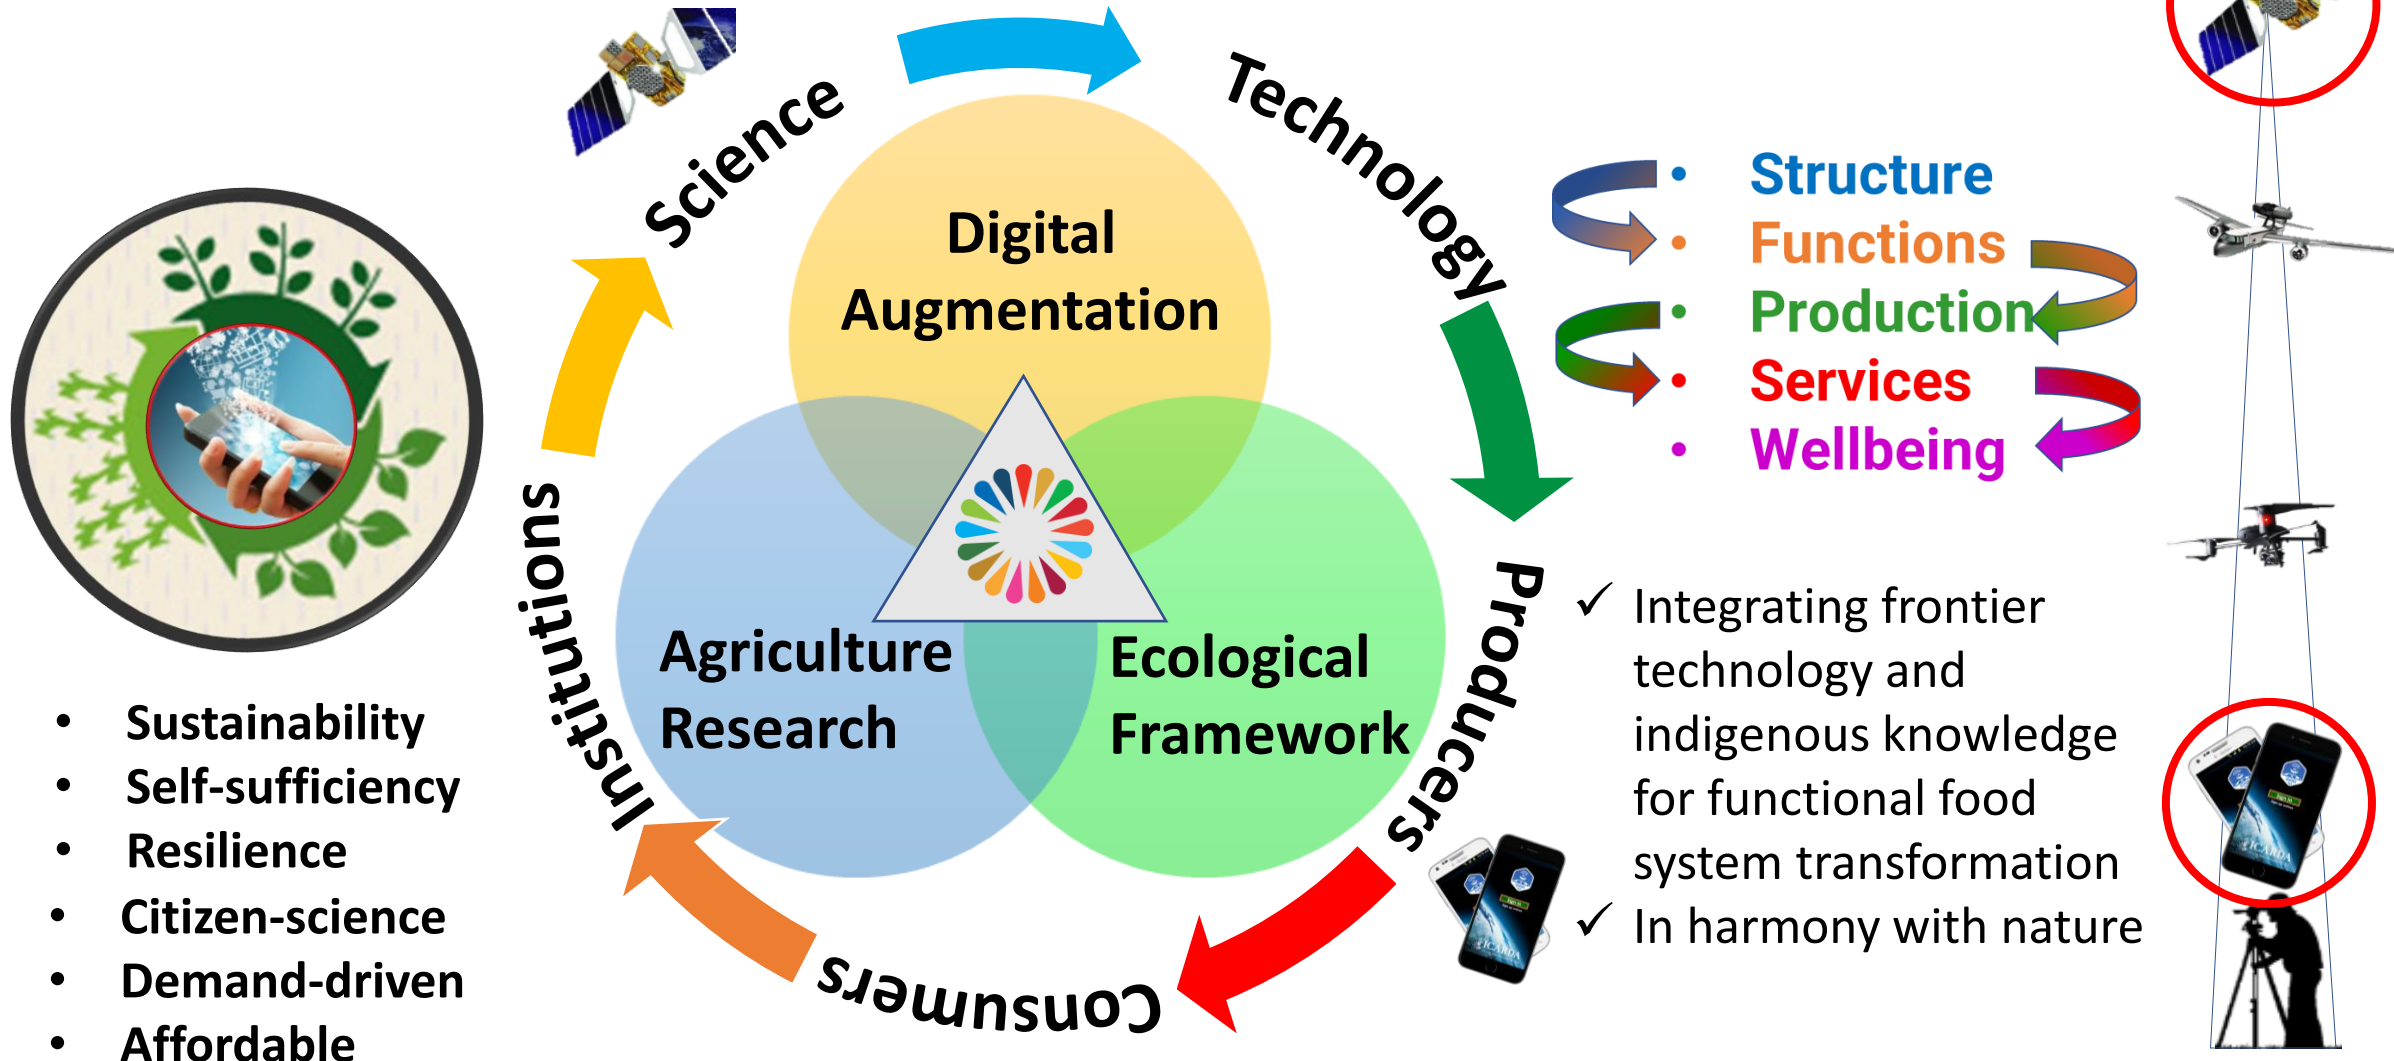 Science
Technology
Producers
Consumers
Institutions
Digital
Augmentation
Agriculture
Research
Ecological
Framework
• Sustainability
• Self-sufficiency
• Resilience
• Citizen-science
• Demand-driven
• Affordable
• Structure
• Functions
• Production
• Services
• Wellbeing
✓ Integrating frontier
technology and
indigenous knowledge
for functional food
system transformation
✓ In harmony with nature
ICARDA
ICARDA